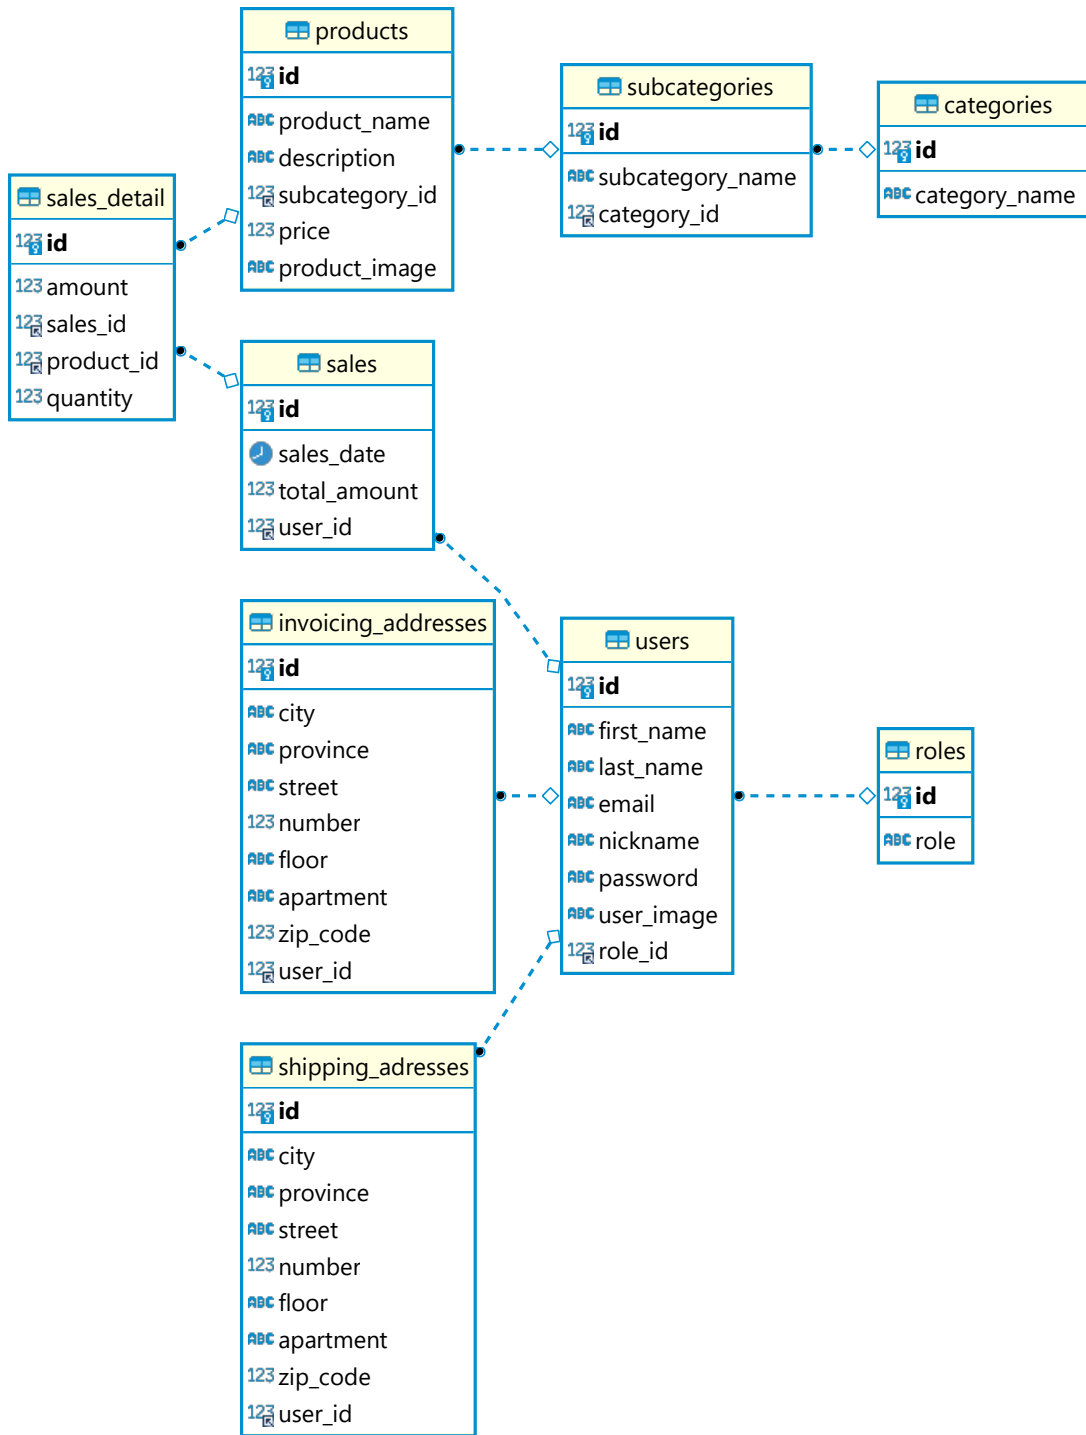 products
id
product_name
description
subcategory_id
price
product_image
subcategories
id
subcategory_name
category_id
categories
id
category_name
sales_detail
id
amount
sales_id
product_id
quantity
sales
id
sales_date
total_amount
user_id
invoicing_addresses
id
city
province
street
number
floor
apartment
zip_code
user_id
users
id
first_name
last_name
email
nickname
password
user_image
role_id
roles
id
role
shipping_adresses
id
city
province
street
number
floor
apartment
zip_code
user_id